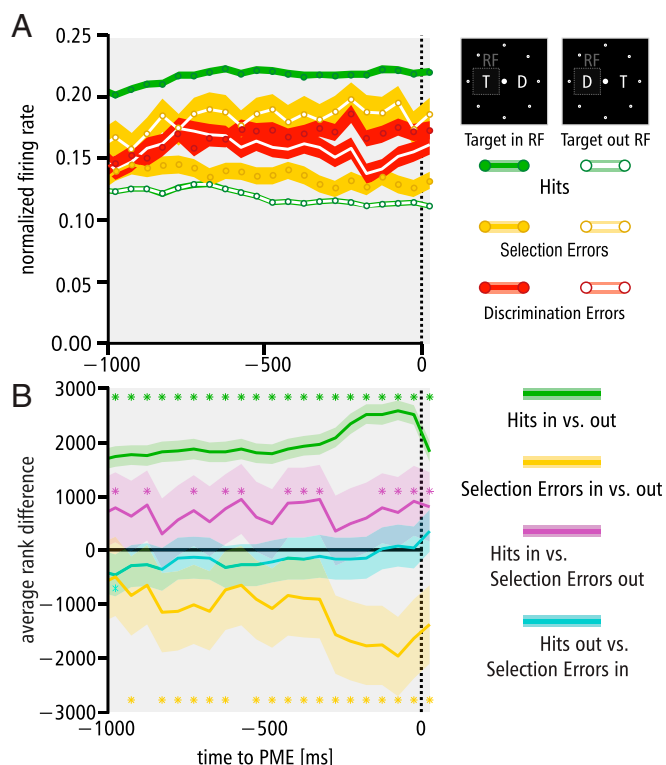 A
0.25
0.20
0.15
0.10
0.05
0.00
normalized firing rate
−1000
−500
0
RF
T D
RF
D T
Target in RF
Target out RF
Hits
Selection Errors
Discrimination Errors
B
3000
2000
1000
0
−1000
−2000
−3000
average rank difference
−1000
−500
0
time to PME [ms]
Hits in vs. out
Selection Errors in vs. out
Hits in vs.
Selection Errors out
Hits out vs.
Selection Errors in